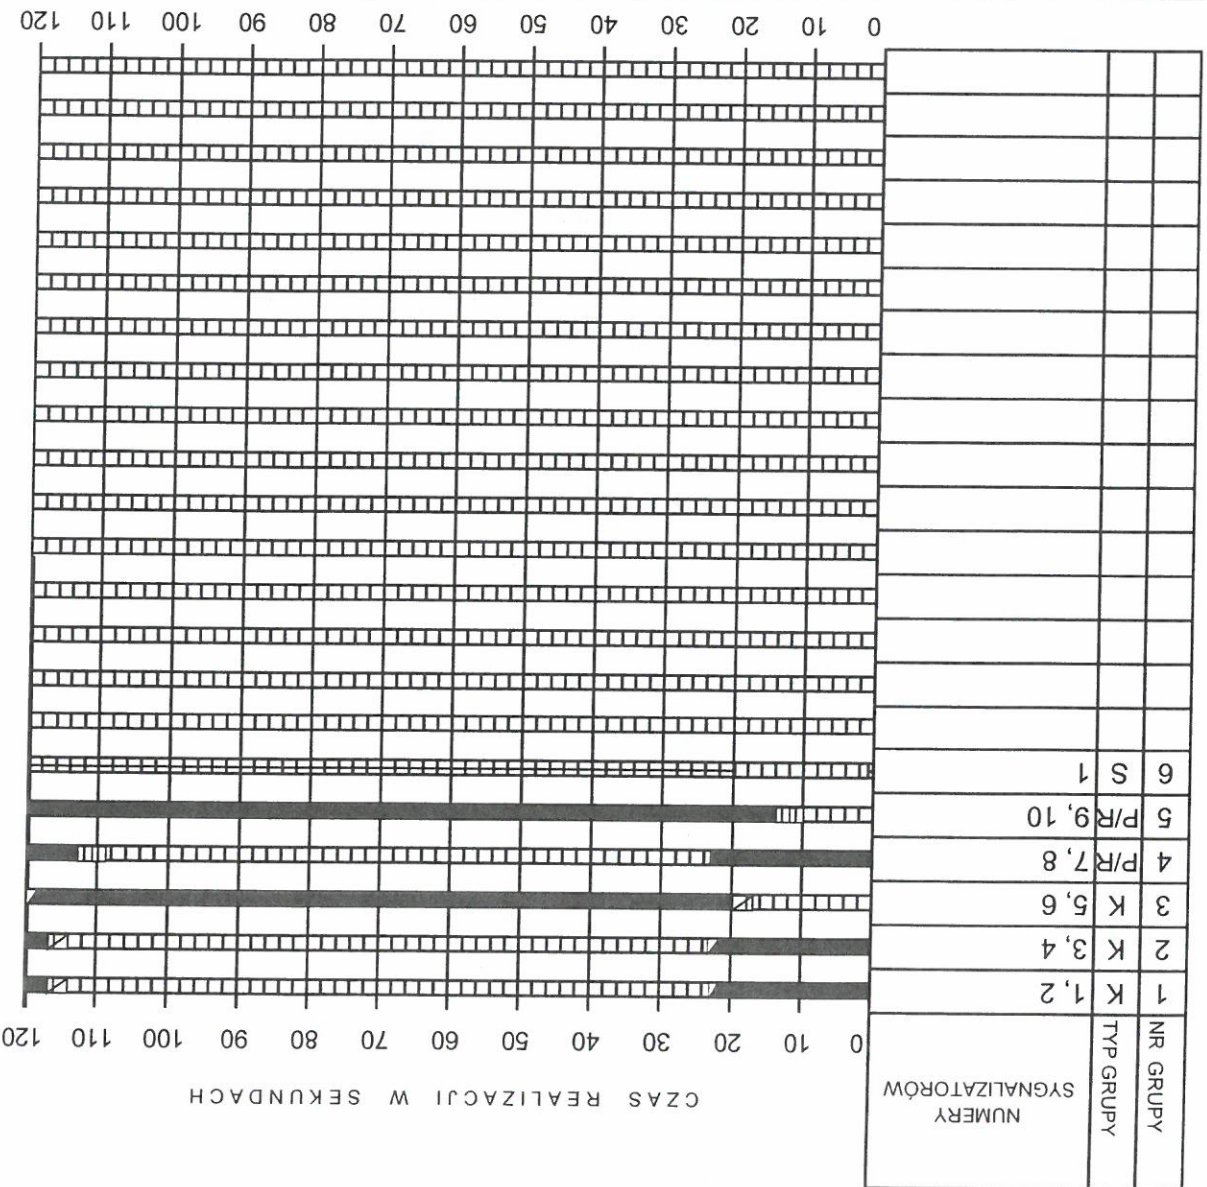 CZAS REALIZACJI W SEKUNDACH
NR GRUPY
TYP GRUPY
NUMERY
SYGNALIZATORÓW
0 10 20 30 40 50 60 70 80 90 100 110 120
1 K 1, 2
2 K 3, 4
3 K 5, 6
4 P/R 7, 8
5 P/R 9, 10
6 S 1
0 10 20 30 40 50 60 70 80 90 100 110 120